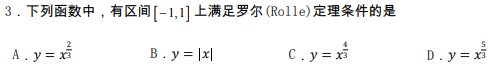 3．下列函数中，有区间[−1,1]上满足罗尔(Rolle)定理条件的是
A．y = x^{2/3}  B．y = |x|  C．y = x^{4/3}  D．y = x^{5/3}